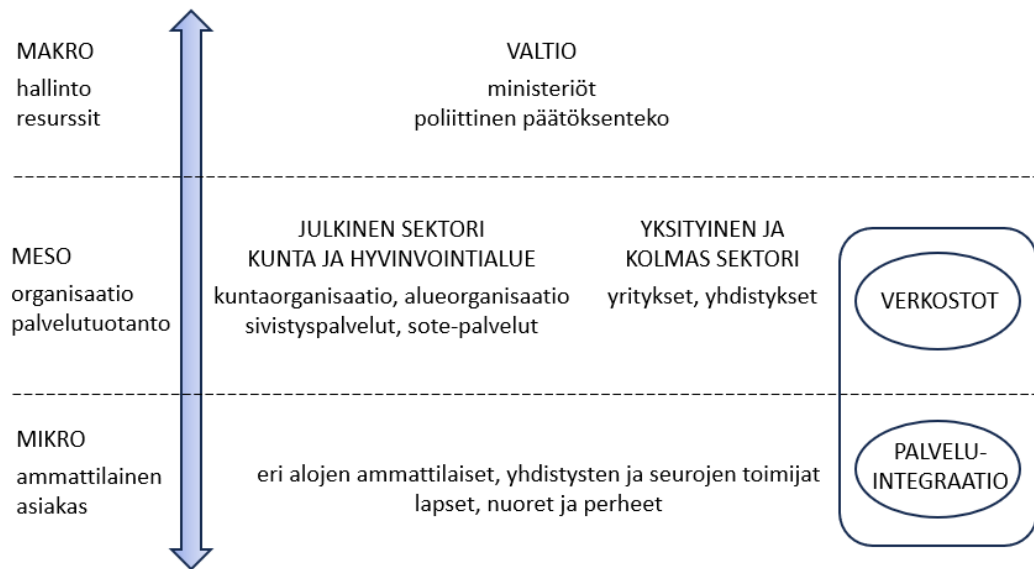 MAKRO
hallinto
resurssit
VALTIO
ministeriöt
poliittinen päätöksenteko
MESO
organisaatio
palvelutuotanto
JULKINEN SEKTORI
KUNTA JA HYVINVOINTIALUE
kuntaorganisaatio, alueorganisaatio
sivistyspalvelut, sote-palvelut
YKSITYINEN JA
KOLMAS SEKTORI
yritykset, yhdistykset
VERKOSTOT
MIKRO
ammattilainen
asiakas
eri alojen ammattilaiset, yhdistysten ja seurojen toimijat
lapset, nuoret ja perheet
PALVELU-
INTEGRAATIO